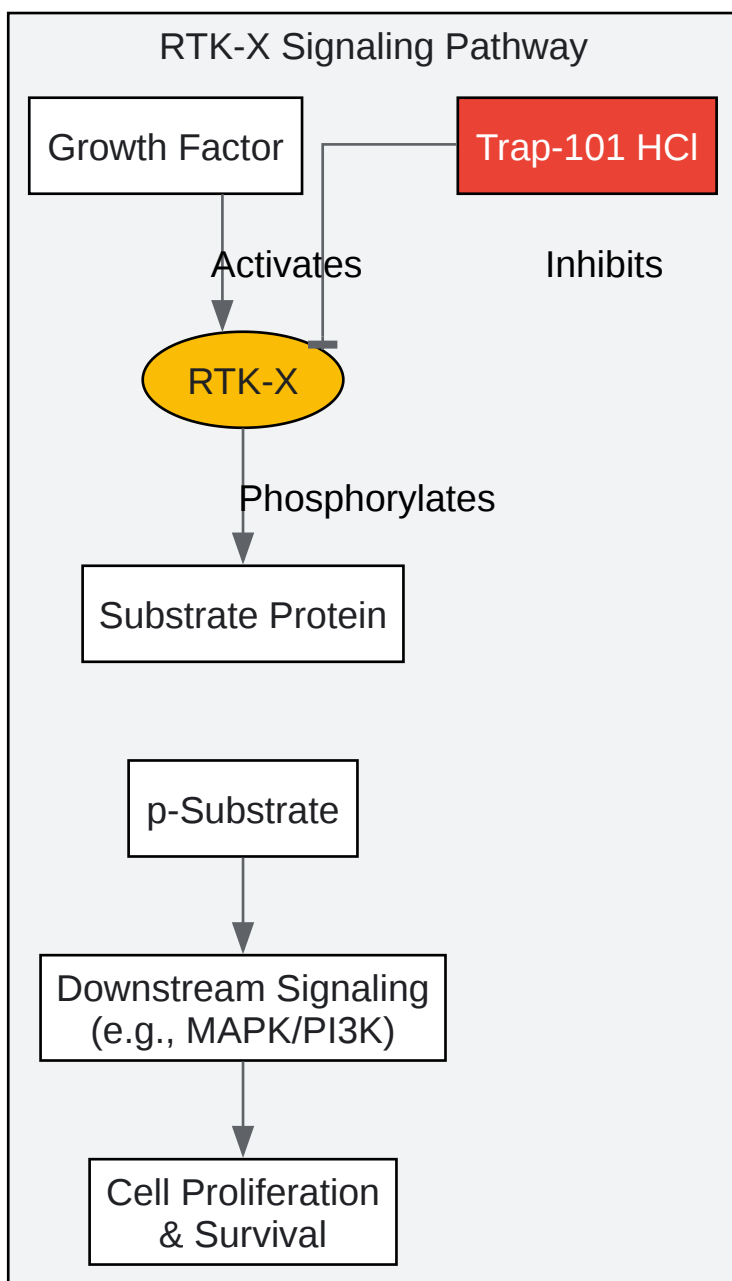 RTK-X Signaling Pathway
Growth Factor
Trap-101 HCl
Activates
Inhibits
RTK-X
Phosphorylates
Substrate Protein
p-Substrate
Downstream Signaling
(e.g., MAPK/PI3K)
Cell Proliferation
& Survival